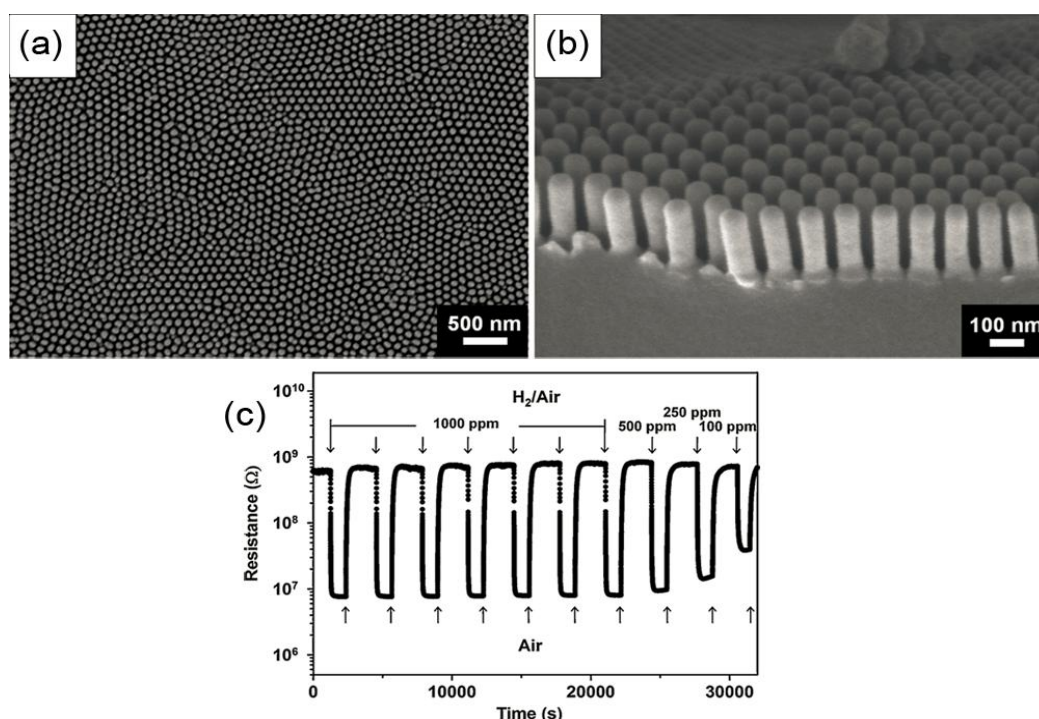 (a)
500 nm
(b)
100 nm
(c)
H₂/Air
1000 ppm
500 ppm
250 ppm
100 ppm
Resistance (Ω)
10¹⁰
10⁹
10⁸
10⁷
10⁶
Air
0
10000
20000
30000
Time (s)